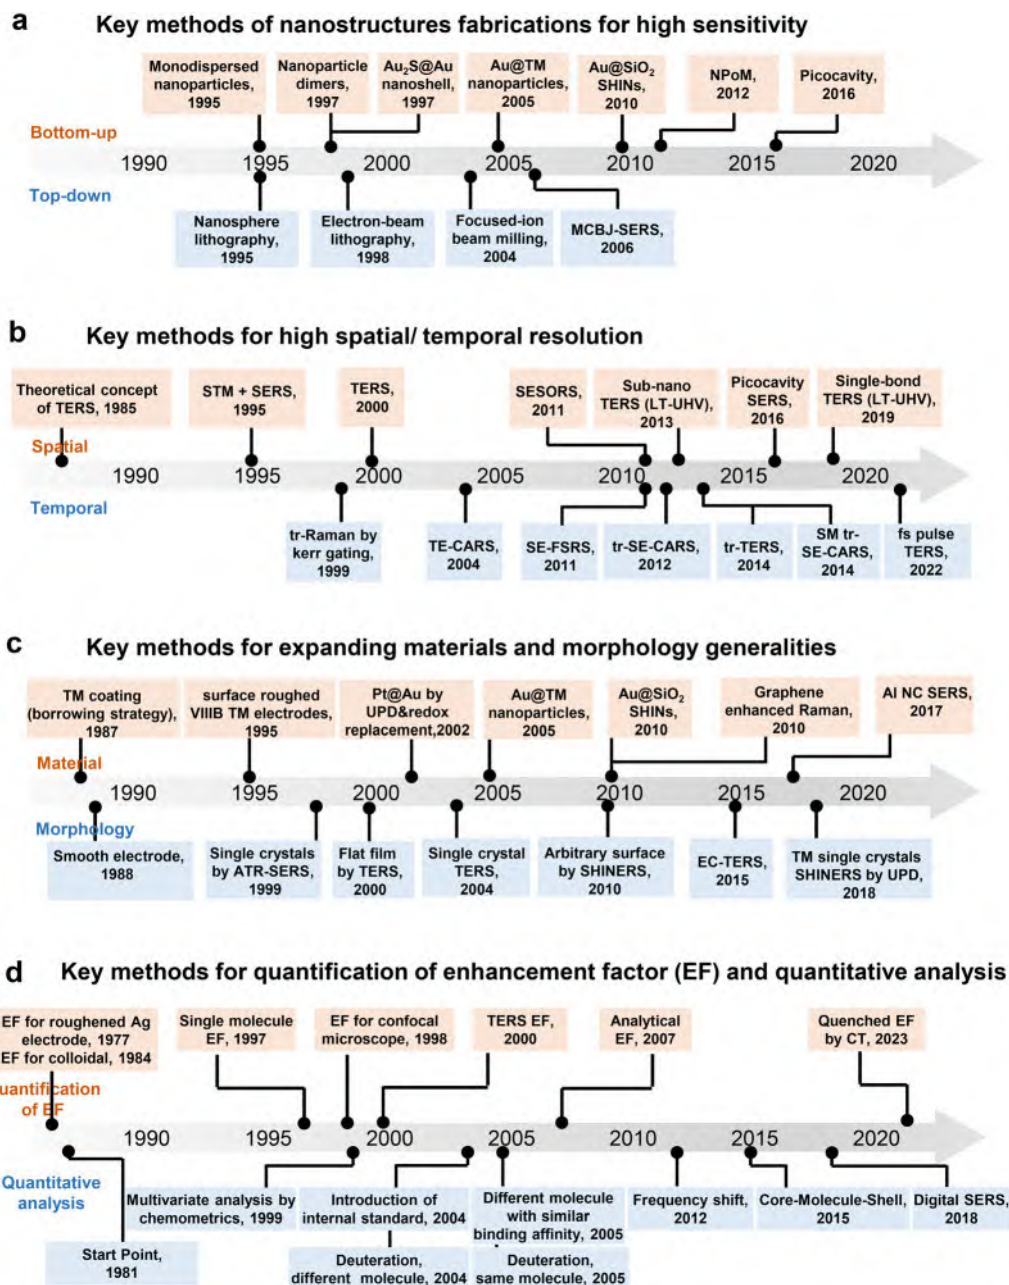 a Key methods of nanostructures fabrications for high sensitivity
Monodispersed
nanoparticles,
1995
Nanoparticle
dimers,
1997
Au₂S@Au
nanoshell,
1997
Au@TM
nanoparticles,
2005
Au@SiO₂
SHINs,
2010
NPoM,
2012
Picocavity,
2016
Bottom-up
1990 1995 2000 2005 2010 2015 2020
Top-down
Nanosphere
lithography,
1995
Electron-beam
lithography,
1998
Focused-ion
beam milling,
2004
MCBJ-SERS,
2006
b Key methods for high spatial/ temporal resolution
Theoretical concept
of TERS, 1985
STM + SERS,
1995
TERS,
2000
SESORS,
2011
Sub-nano
TERS (LT-UHV),
2013
Picocavity
SERS,
2016
Single-bond
TERS (LT-UHV),
2019
Spatial
1990 1995 2000 2005 2010 2015 2020
Temporal
tr-Raman by
kerr gating,
1999
TE-CARS,
2004
SE-FSRS,
2011
tr-SE-CARS,
2012
tr-TERS,
2014
SM tr-
SE-CARS,
2014
fs pulse
TERS,
2022
c Key methods for expanding materials and morphology generalities
TM coating
(borrowing strategy),
1987
surface roughed
VIIIB TM electrodes,
1995
Pt@Au by
UPD&redox
replacement,2002
Au@TM
nanoparticles,
2005
Au@SiO₂
SHINs,
2010
Graphene
enhanced Raman,
2010
Al NC SERS,
2017
Material
1990 1995 2000 2005 2010 2015 2020
Morphology
Smooth electrode,
1988
Single crystals
by ATR-SERS,
1999
Flat film
by TERS,
2000
Single crystal
TERS,
2004
Arbitrary surface
by SHINERS,
2010
EC-TERS,
2015
TM single crystals
SHINERS by UPD,
2018
d Key methods for quantification of enhancement factor (EF) and quantitative analysis
EF for roughened Ag
electrode, 1977
EF for colloidal, 1984
Single molecule
EF, 1997
EF for confocal
microscope, 1998
TERS EF,
2000
Analytical
EF, 2007
Quenched EF
by CT, 2023
uantification
of EF
1990 1995 2000 2005 2010 2015 2020
Quantitative
analysis
Start Point,
1981
Multivariate analysis by
chemometrics, 1999
Introduction of
internal standard, 2004
Deuteration,
different molecule, 2004
Different molecule
with similar
binding affinity, 2005
Deuteration,
same molecule, 2005
Frequency shift,
2012
Core-Molecule-Shell,
2015
Digital SERS,
2018